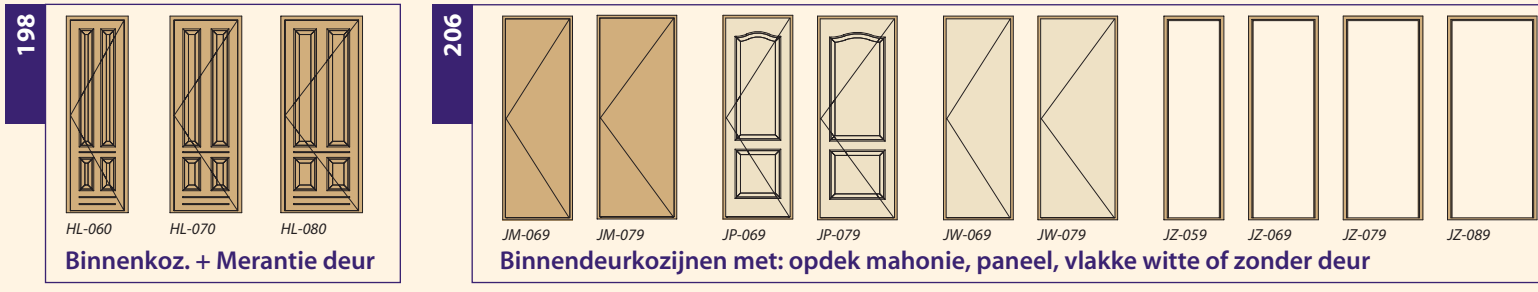 198
HL-060 HL-070 HL-080
Binnenkoz. + Merantie deur
206
JM-069 JM-079 JP-069 JP-079 JW-069 JW-079 JZ-059 JZ-069 JZ-079 JZ-089
Binnendeurkozijnen met: opdek mahonie, paneel, vlakke witte of zonder deur